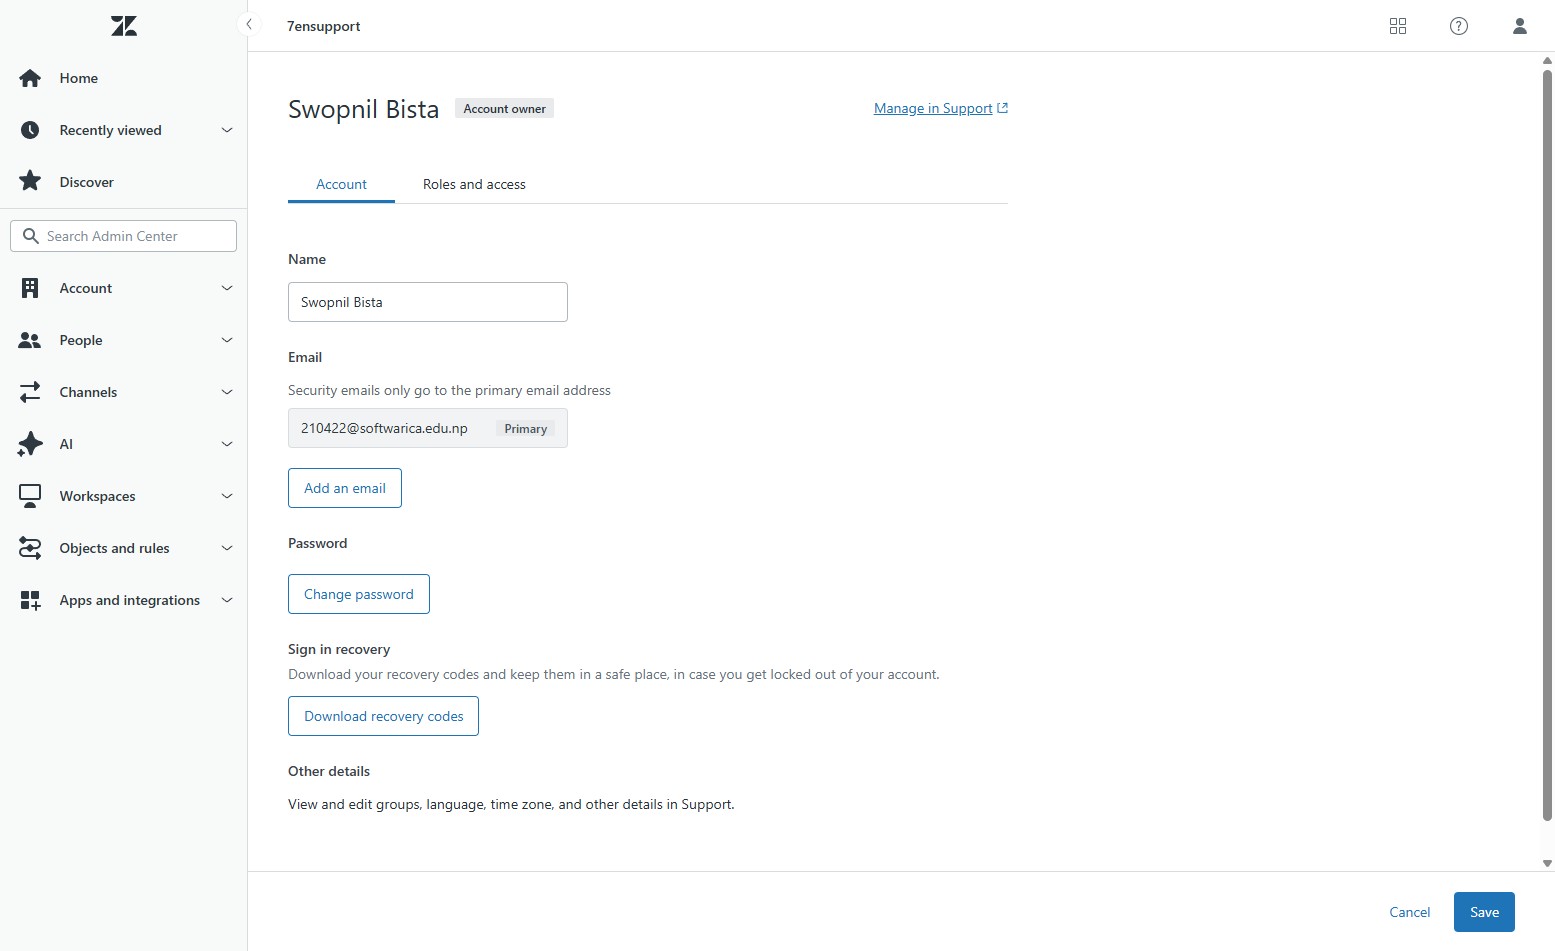 7ensupport
Home
Recently viewed
Discover
Search Admin Center
Account
People
Channels
AI
Workspaces
Objects and rules
Apps and integrations
Swopnil Bista
Account owner
Manage in Support
Account
Roles and access
Name
Swopnil Bista
Email
Security emails only go to the primary email address
210422@softwarica.edu.np
Primary
Add an email
Password
Change password
Sign in recovery
Download your recovery codes and keep them in a safe place, in case you get locked out of your account.
Download recovery codes
Other details
View and edit groups, language, time zone, and other details in Support.
Cancel
Save